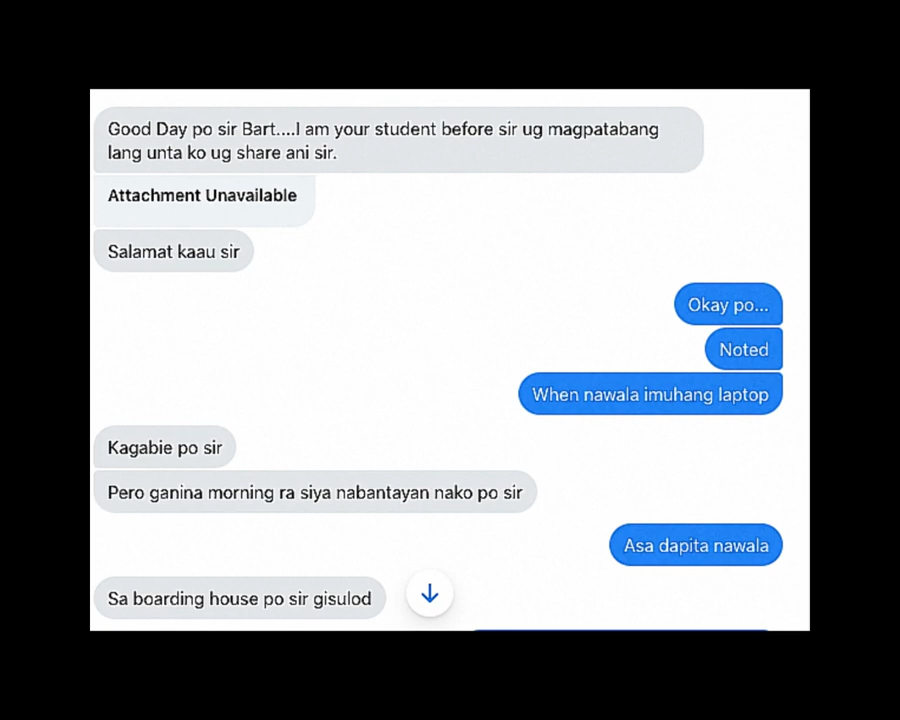 Good Day po sir Bart....I am your student before sir ug magpatabang
lang unta ko ug share ani sir.
Attachment Unavailable
Salamat kaau sir
Okay po...
Noted
When nawala imuhang laptop
Kagabie po sir
Pero ganina morning ra siya nabantayan nako po sir
Asa dapita nawala
Sa boarding house po sir gisulod